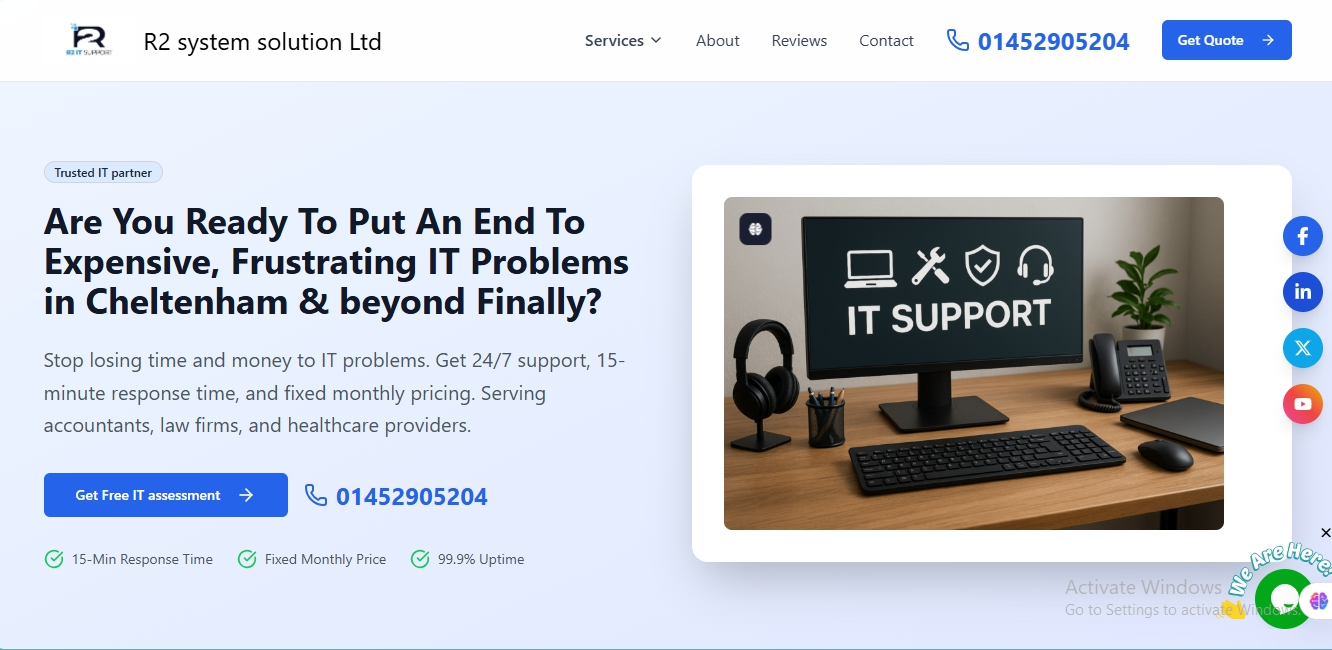 R2 IT SUPPORT
R2 system solution Ltd
Services
About
Reviews
Contact
01452905204
Get Quote
Trusted IT partner
Are You Ready To Put An End To
Expensive, Frustrating IT Problems
in Cheltenham & beyond Finally?
Stop losing time and money to IT problems. Get 24/7 support, 15-
minute response time, and fixed monthly pricing. Serving
accountants, law firms, and healthcare providers.
Get Free IT assessment
01452905204
15-Min Response Time
Fixed Monthly Price
99.9% Uptime
IT SUPPORT
We Are Here!
Activate Windows
Go to Settings to activate Windows.